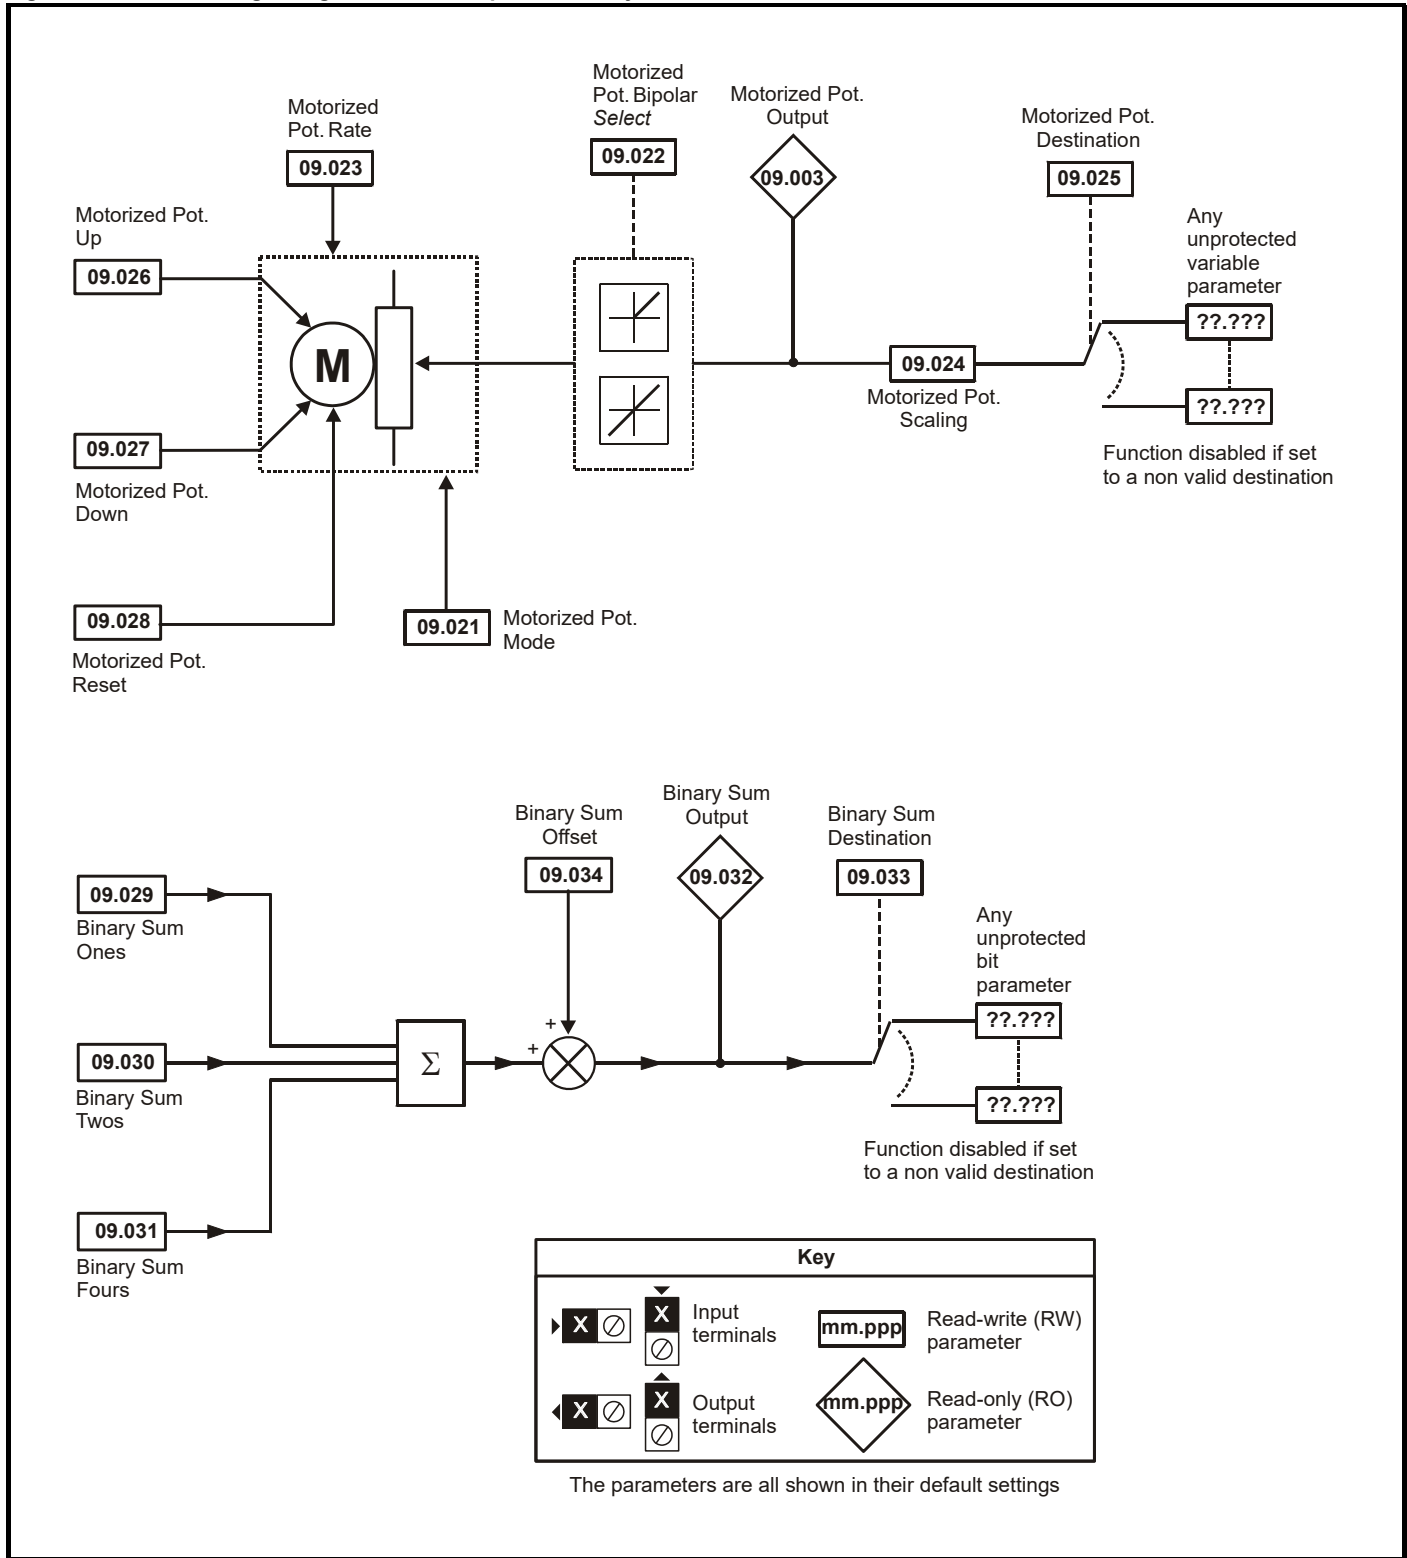 Motorized
Pot. Rate
09.023
Motorized
Pot. Bipolar
Select
09.022
Motorized Pot.
Output
09.003
Motorized Pot.
Destination
09.025
Motorized Pot.
Up
09.026
Any
unprotected
variable
parameter
??.???
M
09.024
Motorized Pot.
Scaling
??.???
Function disabled if set
to a non valid destination
09.027
Motorized Pot.
Down
09.028
Motorized Pot.
Reset
09.021
Motorized Pot.
Mode
Binary Sum
Offset
09.034
Binary Sum
Output
09.032
Binary Sum
Destination
09.033
09.029
Binary Sum
Ones
Any
unprotected
bit
parameter
??.???
+
+
Σ
09.030
Binary Sum
Twos
??.???
Function disabled if set
to a non valid destination
09.031
Binary Sum
Fours
Key
X
X
Input
terminals
mm.ppp
Read-write (RW)
parameter
X
X
Output
terminals
mm.ppp
Read-only (RO)
parameter
The parameters are all shown in their default settings